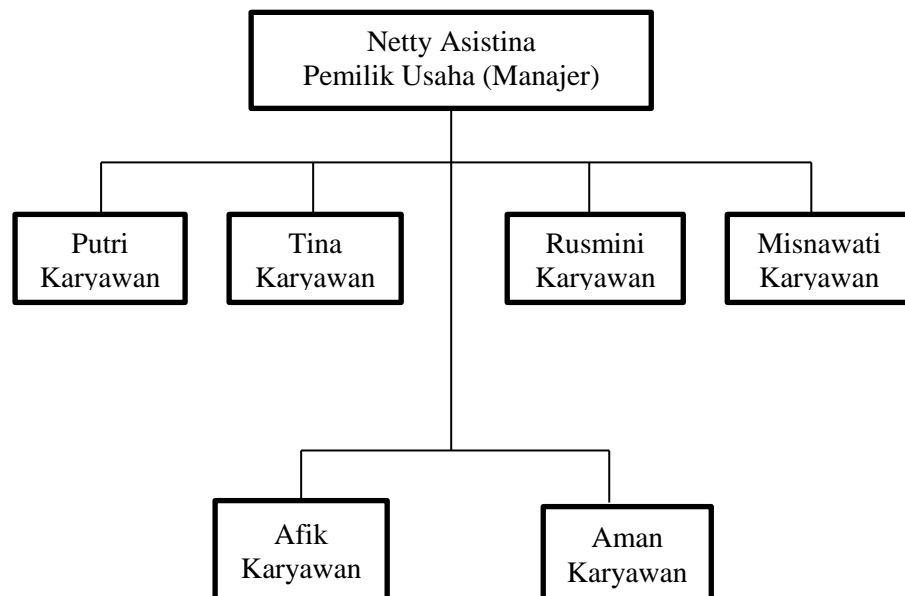 Netty Asistina
Pemilik Usaha (Manajer)
Putri
Karyawan
Tina
Karyawan
Rusmini
Karyawan
Misnawati
Karyawan
Afik
Karyawan
Aman
Karyawan